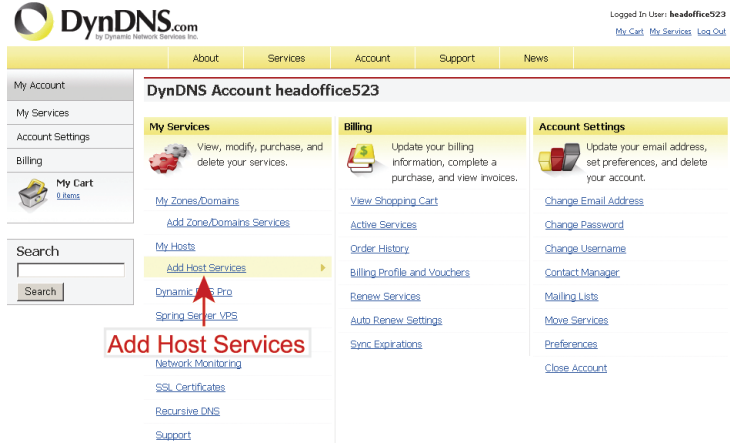 DynDNS.com
by Dynamic Network Services Inc.
Logged In User: headoffice523
My Cart My Services Log Out
About Services Account Support News
My Account
My Services
Account Settings
Billing
My Cart
0 items
Search
Search
DynDNS Account headoffice523
My Services
View, modify, purchase, and
delete your services.
My Zones/Domains
Add Zone/Domains Services
My Hosts
Add Host Services
Dynamic DNS Pro
Spring Server VPS
Add Host Services
Network Monitoring
SSL Certificates
Recursive DNS
Support
Billing
Update your billing
information, complete a
purchase, and view invoices.
View Shopping Cart
Active Services
Order History
Billing Profile and Vouchers
Renew Services
Auto Renew Settings
Sync Expirations
Account Settings
Update your email address,
set preferences, and delete
your account.
Change Email Address
Change Password
Change Username
Contact Manager
Mailing Lists
Move Services
Preferences
Close Account